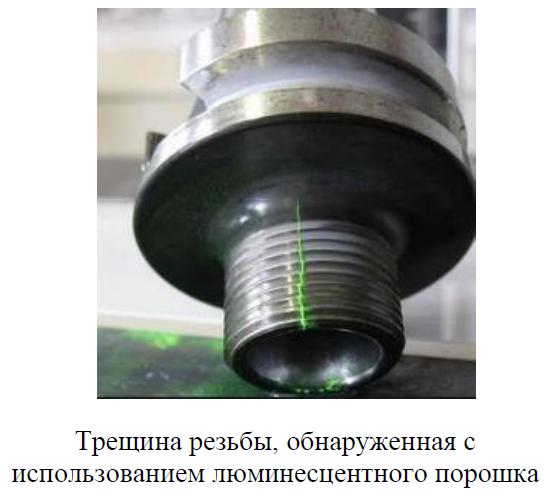 Трещина резьбы, обнаруженная с
использованием люминесцентного порошка